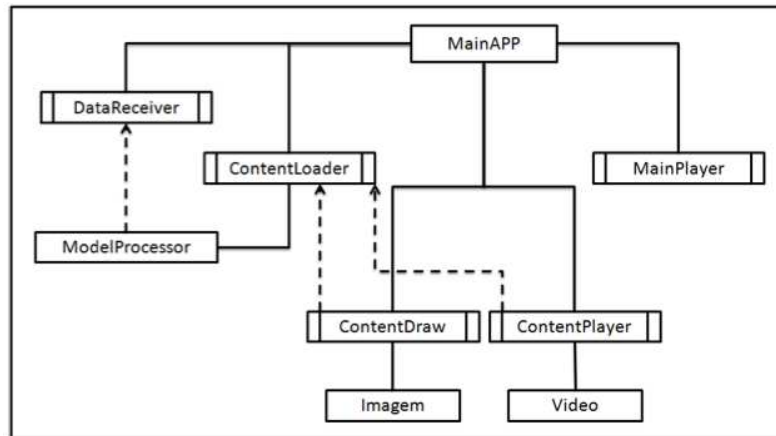 MainAPP
DataReceiver
ContentLoader
MainPlayer
ModelProcessor
ContentDraw
ContentPlayer
Imagem
Video